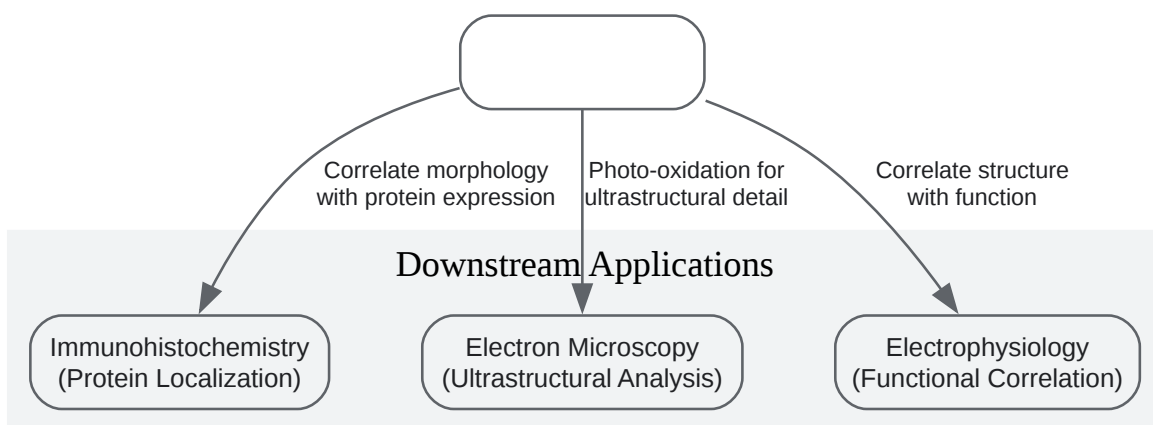 Correlate morphology
with protein expression
Photo-oxidation for
ultrastructural detail
Correlate structure
with function
Downstream Applications
Immunohistochemistry
(Protein Localization)
Electron Microscopy
(Ultrastructural Analysis)
Electrophysiology
(Functional Correlation)